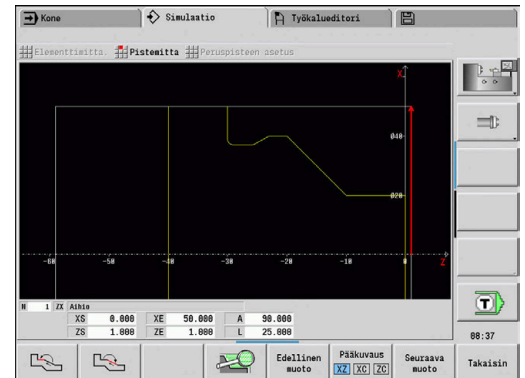 Kone
Simulaatio
Työkalueditori
Elementtimitta. Pistemitta Peruspisteen asetus
X
Ø40
Ø20
-60 -50 -40 -30 -20 -10 0 Z
N 1 ZX Aihio
XS 0.000 XE 50.000 A 90.000
ZS 1.000 ZE 1.000 L 25.000
T
08:37
Edellinen muoto
Pääkuvaus
XZ XC ZC
Seuraava muoto
Takaisin